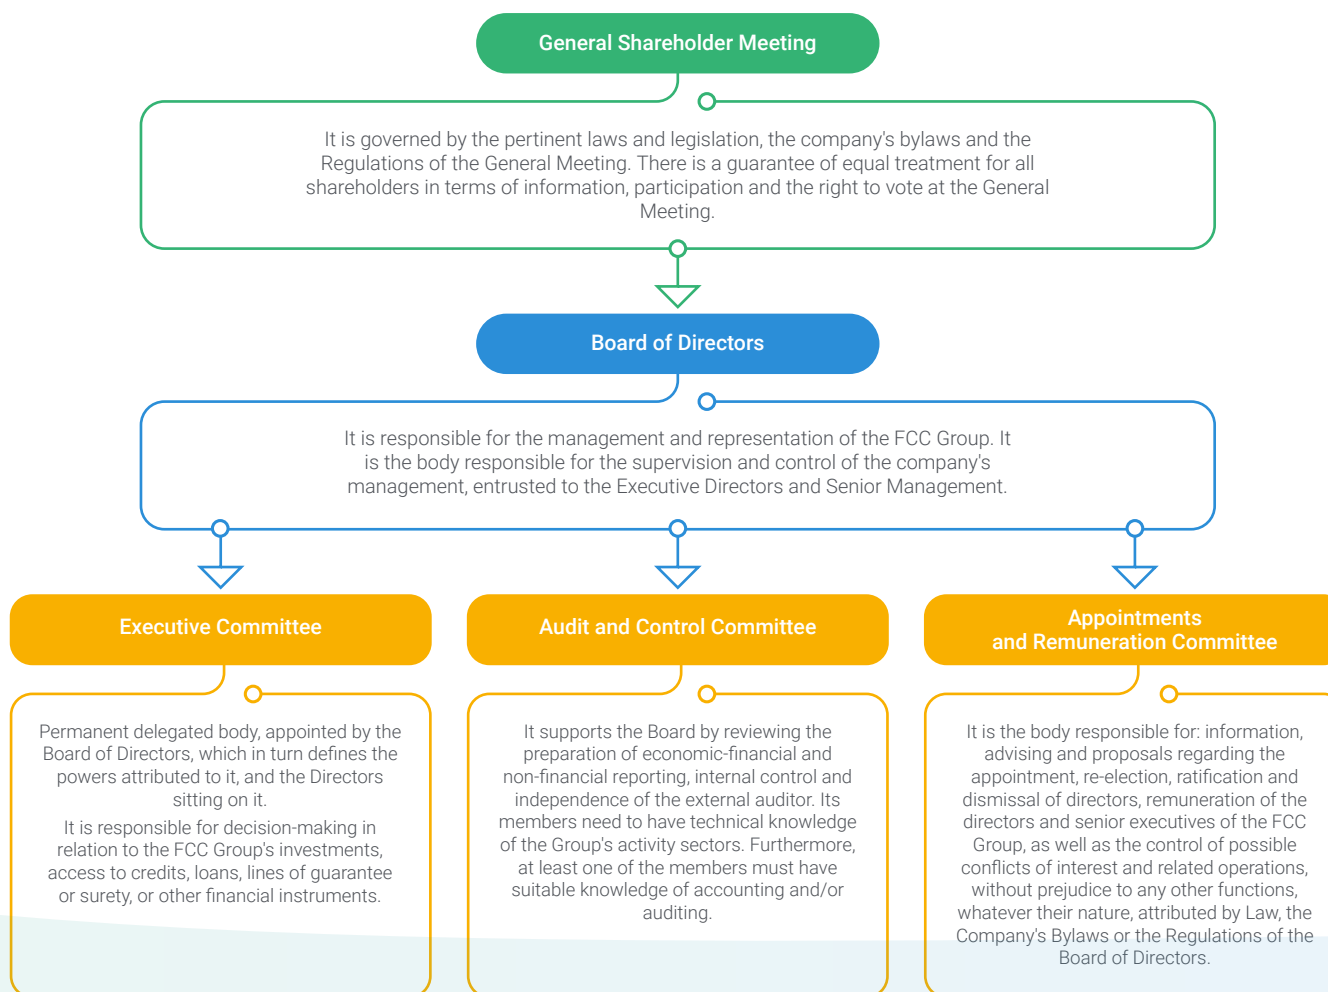 General Shareholder Meeting
It is governed by the pertinent laws and legislation, the company's bylaws and the
Regulations of the General Meeting. There is a guarantee of equal treatment for all
shareholders in terms of information, participation and the right to vote at the General
Meeting.
Board of Directors
It is responsible for the management and representation of the FCC Group. It
is the body responsible for the supervision and control of the company's
management, entrusted to the Executive Directors and Senior Management.
Executive Committee
Permanent delegated body, appointed by the
Board of Directors, which in turn defines the
powers attributed to it, and the Directors
sitting on it.
It is responsible for decision-making in
relation to the FCC Group's investments,
access to credits, loans, lines of guarantee
or surety, or other financial instruments.
Audit and Control Committee
It supports the Board by reviewing the
preparation of economic-financial and
non-financial reporting, internal control and
independence of the external auditor. Its
members need to have technical knowledge
of the Group's activity sectors. Furthermore,
at least one of the members must have
suitable knowledge of accounting and/or
auditing.
Appointments
and Remuneration Committee
It is the body responsible for: information,
advising and proposals regarding the
appointment, re-election, ratification and
dismissal of directors, remuneration of the
directors and senior executives of the FCC
Group, as well as the control of possible
conflicts of interest and related operations,
without prejudice to any other functions,
whatever their nature, attributed by Law, the
Company's Bylaws or the Regulations of the
Board of Directors.